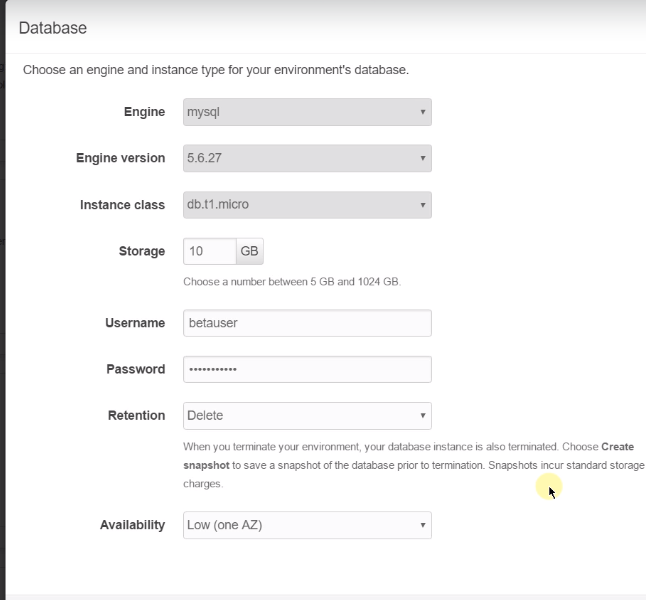 Database
Choose an engine and instance type for your environment's database.
Engine mysql
Engine version 5.6.27
Instance class db.t1.micro
Storage 10 GB
Choose a number between 5 GB and 1024 GB.
Username betauser
Password •••••••••••
Retention Delete
When you terminate your environment, your database instance is also terminated. Choose Create
snapshot to save a snapshot of the database prior to termination. Snapshots incur standard storage
charges.
Availability Low (one AZ)